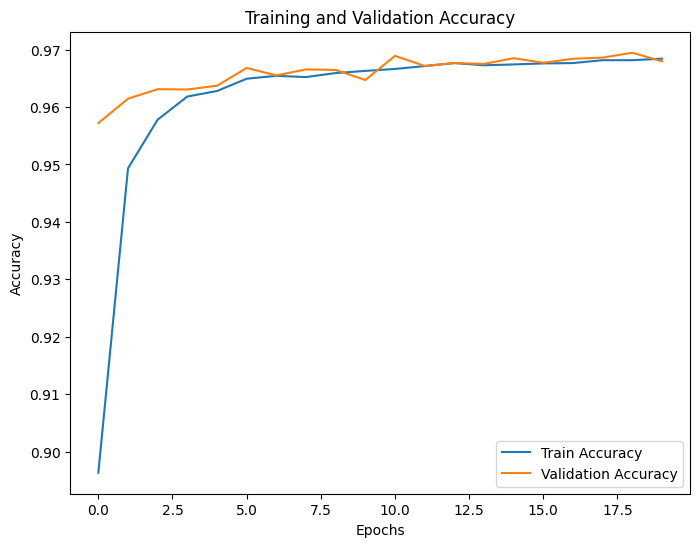 Training and Validation Accuracy
0.97
0.96
0.95
0.94
0.93
0.92
0.91
0.90
Accuracy
Train Accuracy
Validation Accuracy
0.0 2.5 5.0 7.5 10.0 12.5 15.0 17.5
Epochs